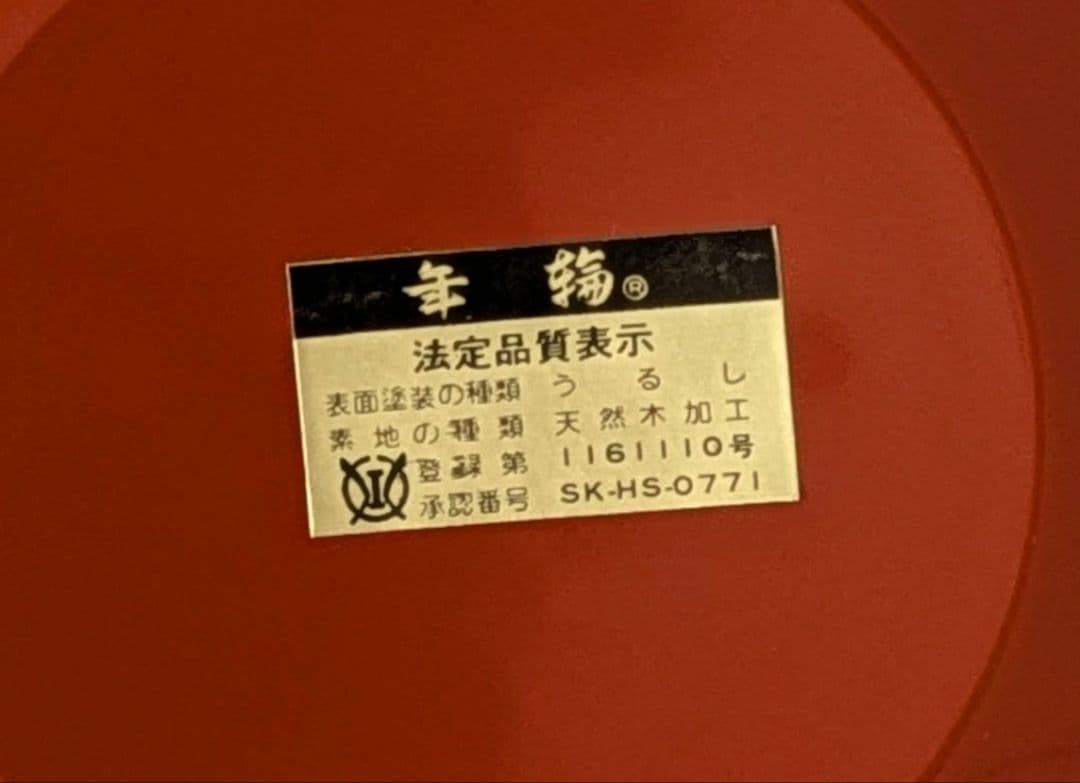 年輪®
法定品質表示
表面塗装の種類 うるし
素地の種類 天然木加工
登録第 1161110号
承認番号 SK-HS-0771